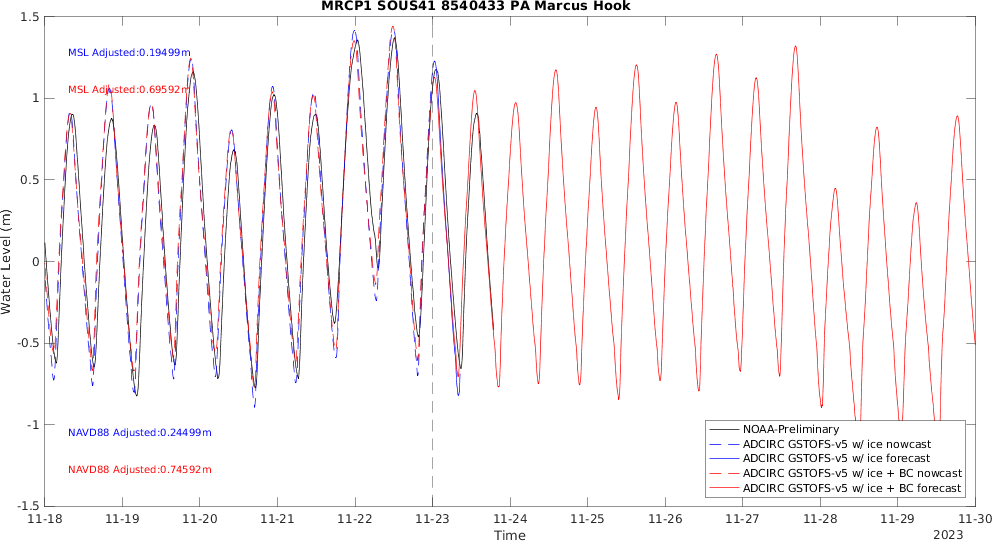 MRCP1 SOUS41 8540433 PA Marcus Hook
1.5
1
0.5
0
-0.5
-1
-1.5
Water Level (m)
MSL Adjusted:0.19499m
MSL Adjusted:0.69592m
NAVD88 Adjusted:0.24499m
NAVD88 Adjusted:0.74592m
NOAA-Preliminary
ADCIRC GSTOFS-v5 w/ ice nowcast
ADCIRC GSTOFS-v5 w/ ice forecast
ADCIRC GSTOFS-v5 w/ ice + BC nowcast
ADCIRC GSTOFS-v5 w/ ice + BC forecast
11-18 11-19 11-20 11-21 11-22 11-23 11-24 11-25 11-26 11-27 11-28 11-29 11-30
Time
2023